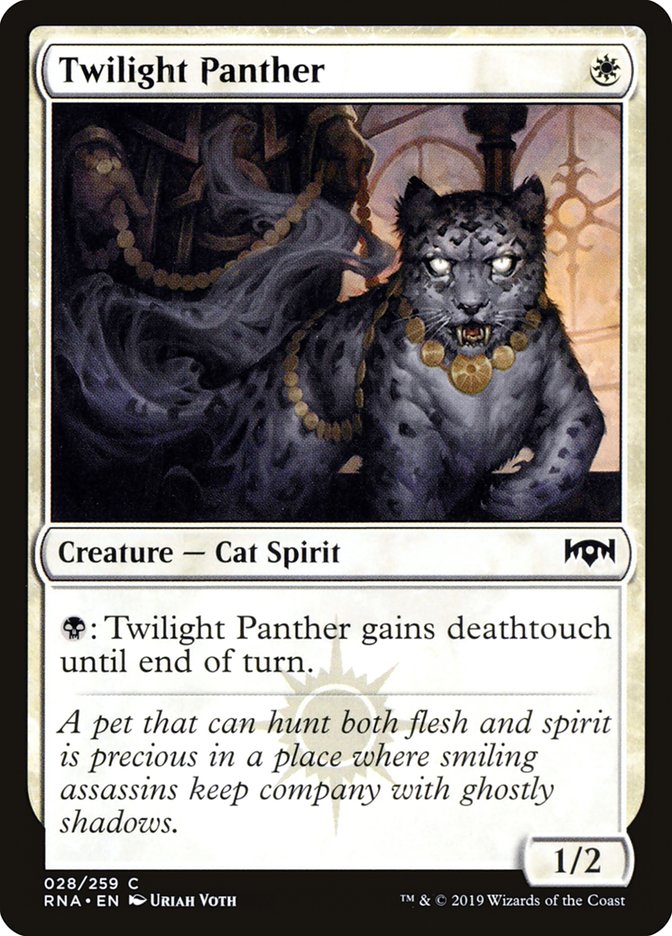 Twilight Panther
Creature — Cat Spirit
: Twilight Panther gains deathtouch
until end of turn.
A pet that can hunt both flesh and spirit
is precious in a place where smiling
assassins keep company with ghostly
shadows.
1/2
028/259 C
RNA • EN Uriah Voth
™ & © 2019 Wizards of the Coast